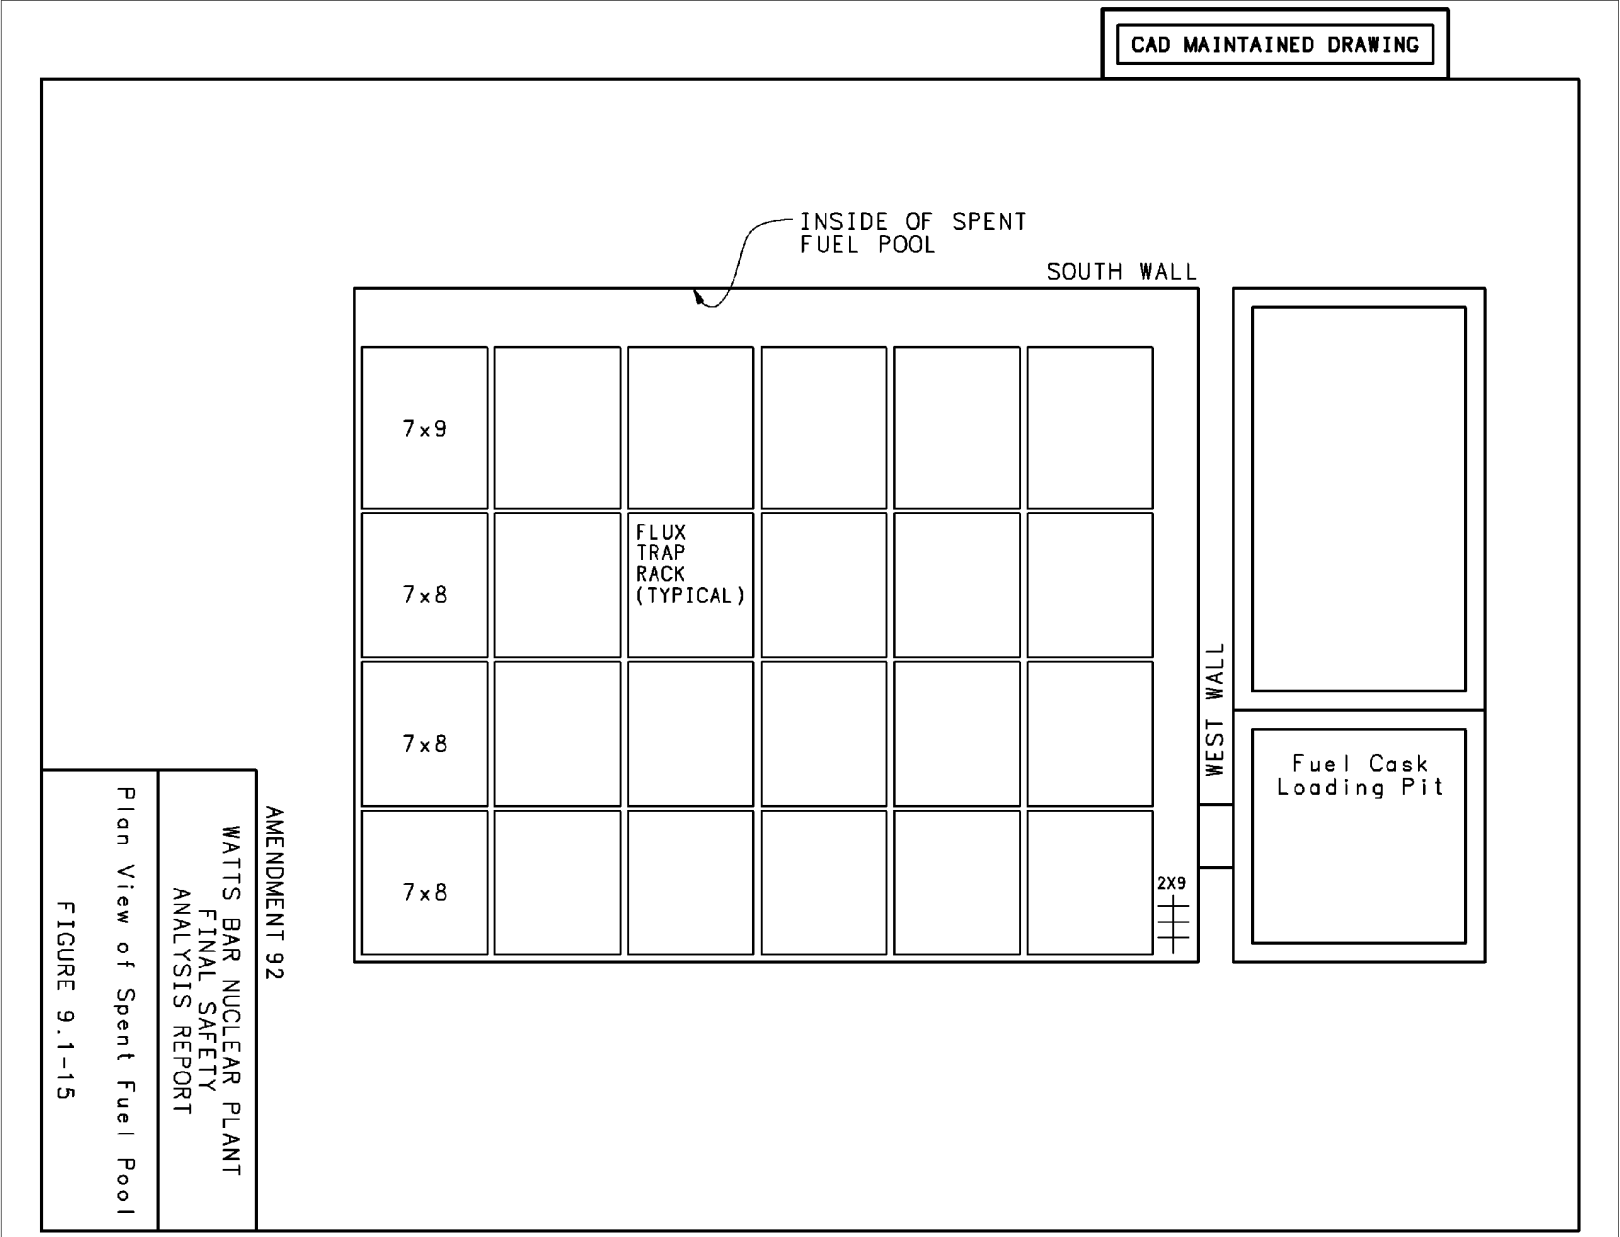 CAD MAINTAINED DRAWING
INSIDE OF SPENT
FUEL POOL
SOUTH WALL
7x9
FLUX
TRAP
RACK
(TYPICAL)
7x8
WEST WALL
7x8
Fuel Cask
Loading Pit
7x8
2X9
AMENDMENT 92
WATTS BAR NUCLEAR PLANT
FINAL SAFETY
ANALYSIS REPORT
Plan View of Spent Fuel Pool
FIGURE 9.1-15